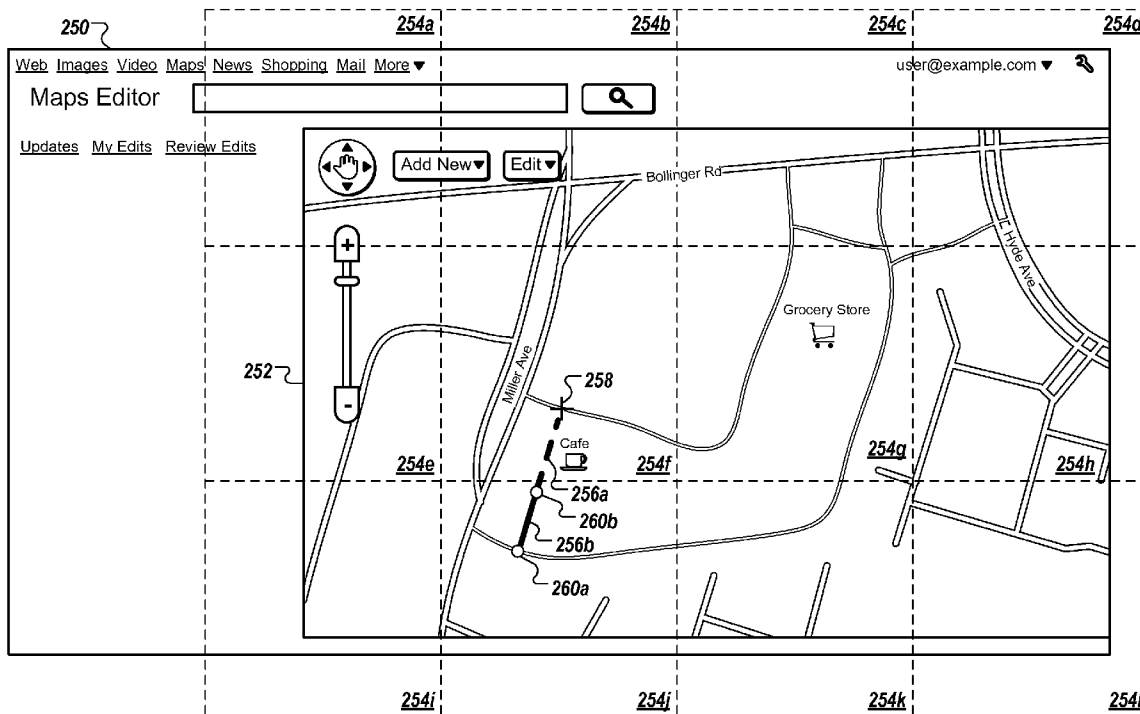 250 254a 254b 254c 254d
Web Images Video Maps News Shopping Mail More ▼ user@example.com ▼
Maps Editor
Updates My Edits Review Edits
Add New▼ Edit▼
Bollinger Rd
+
E Hyde Ave
Grocery Store
252
Miller Ave
258
-
Cafe
254e 254f 254g 254h
256a
260b
256b
260a
254i 254j 254k